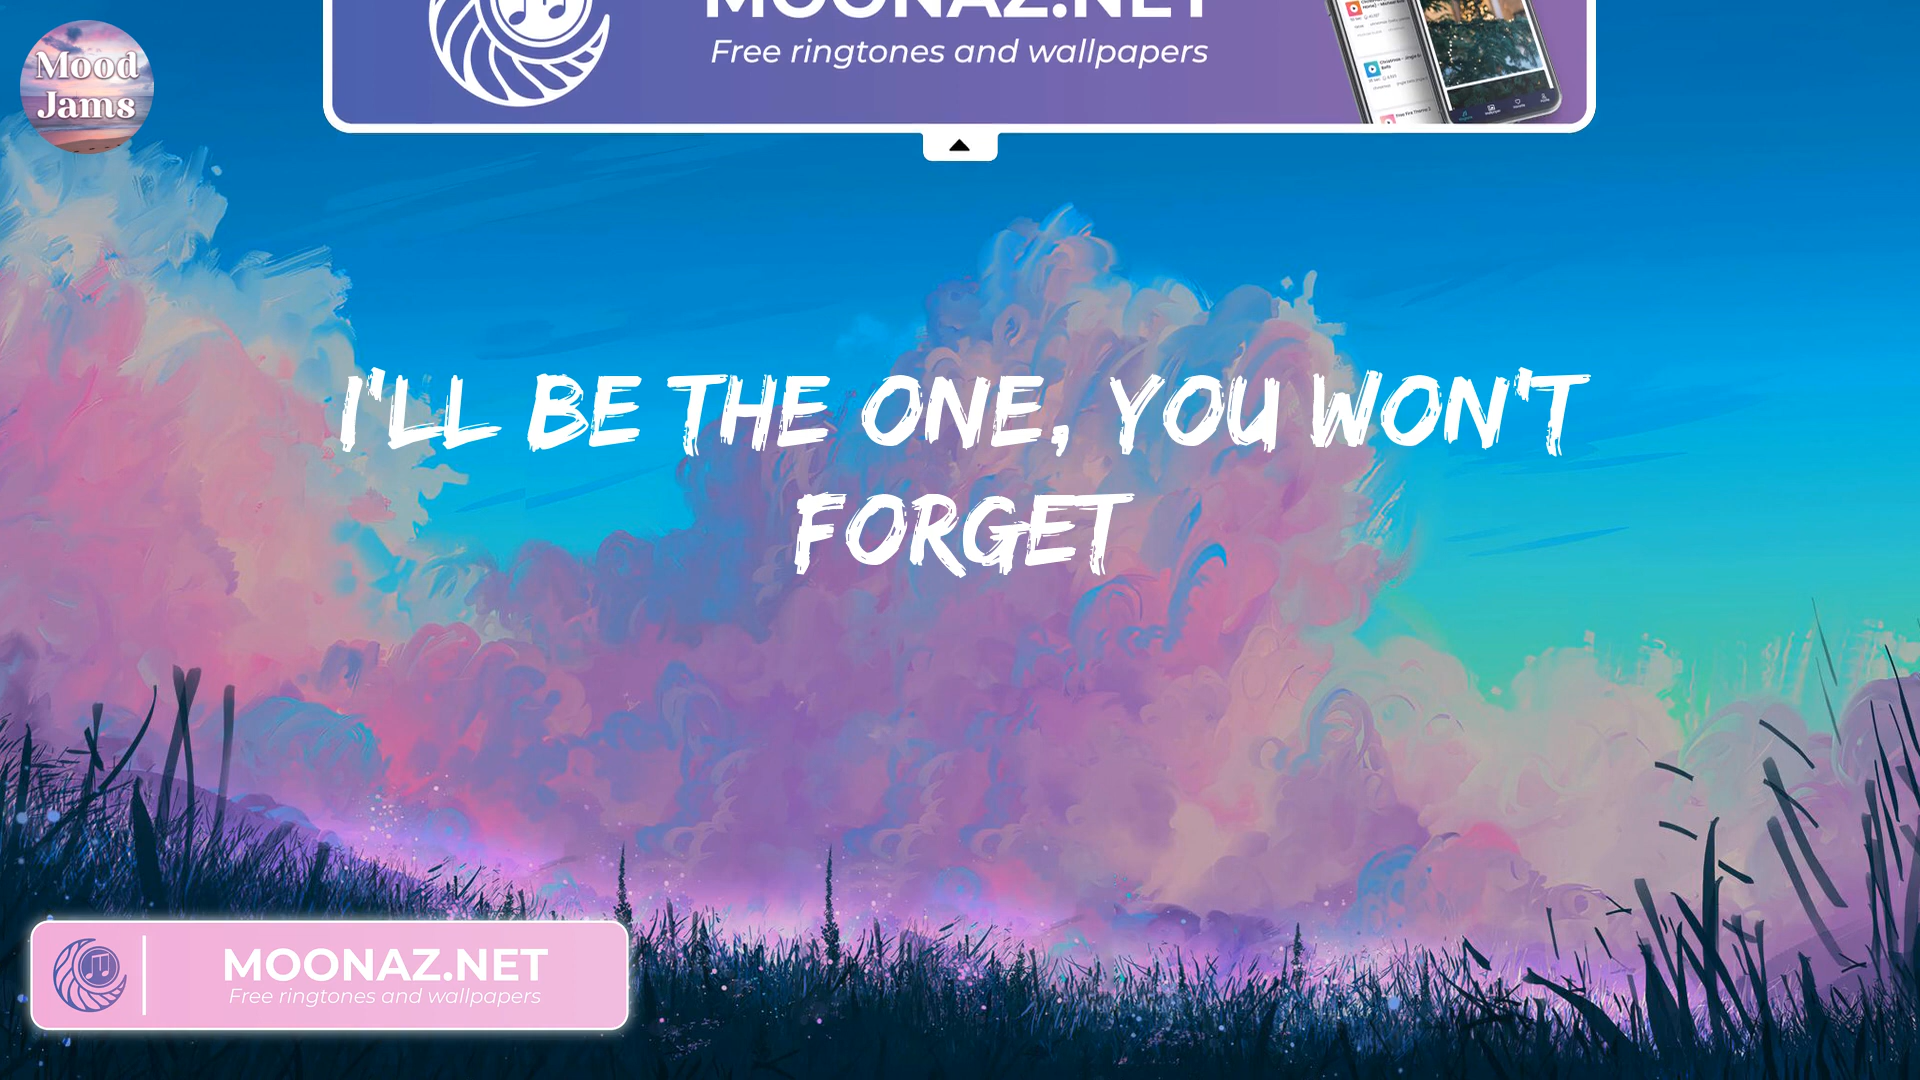 MOONAZ.NET
Free ringtones and wallpapers
Mood
Jams
I'LL BE THE ONE, YOU WON'T
FORGET
MOONAZ.NET
Free ringtones and wallpapers